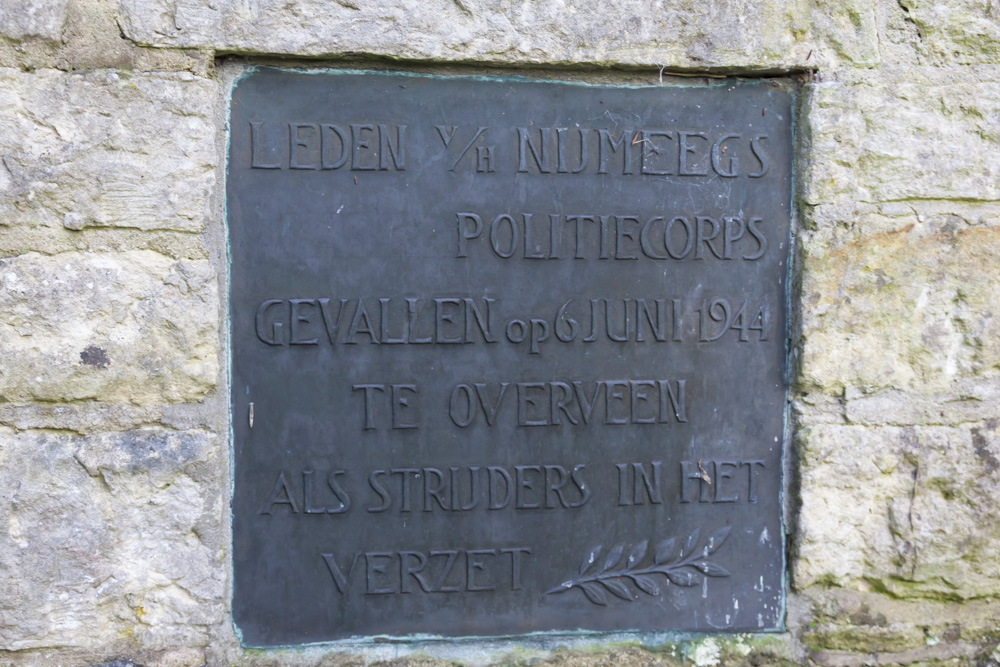 LEDEN V/H NIJMEEGS
POLITIECORPS
GEVALLEN op 6 JUNI 1944
TE OVERVEEN
ALS STRIJDERS IN HET
VERZET